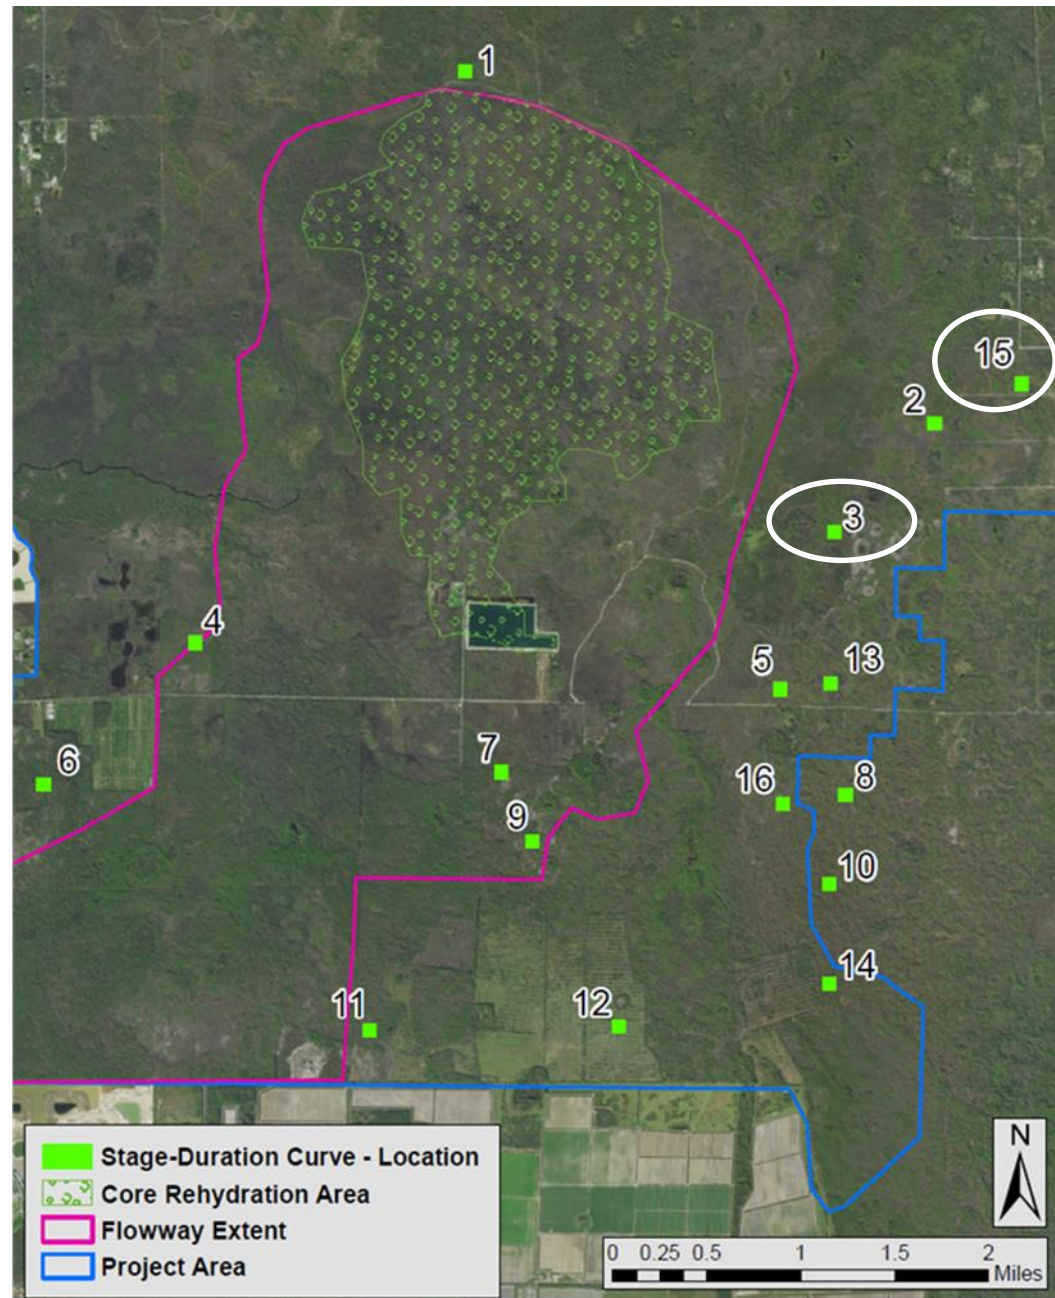 1
15
2
3
4
5
13
6
7
16
8
9
10
14
11
12
Stage-Duration Curve - Location
Core Rehydration Area
Flowway Extent
Project Area
N
0 0.25 0.5 1 1.5 2
Miles